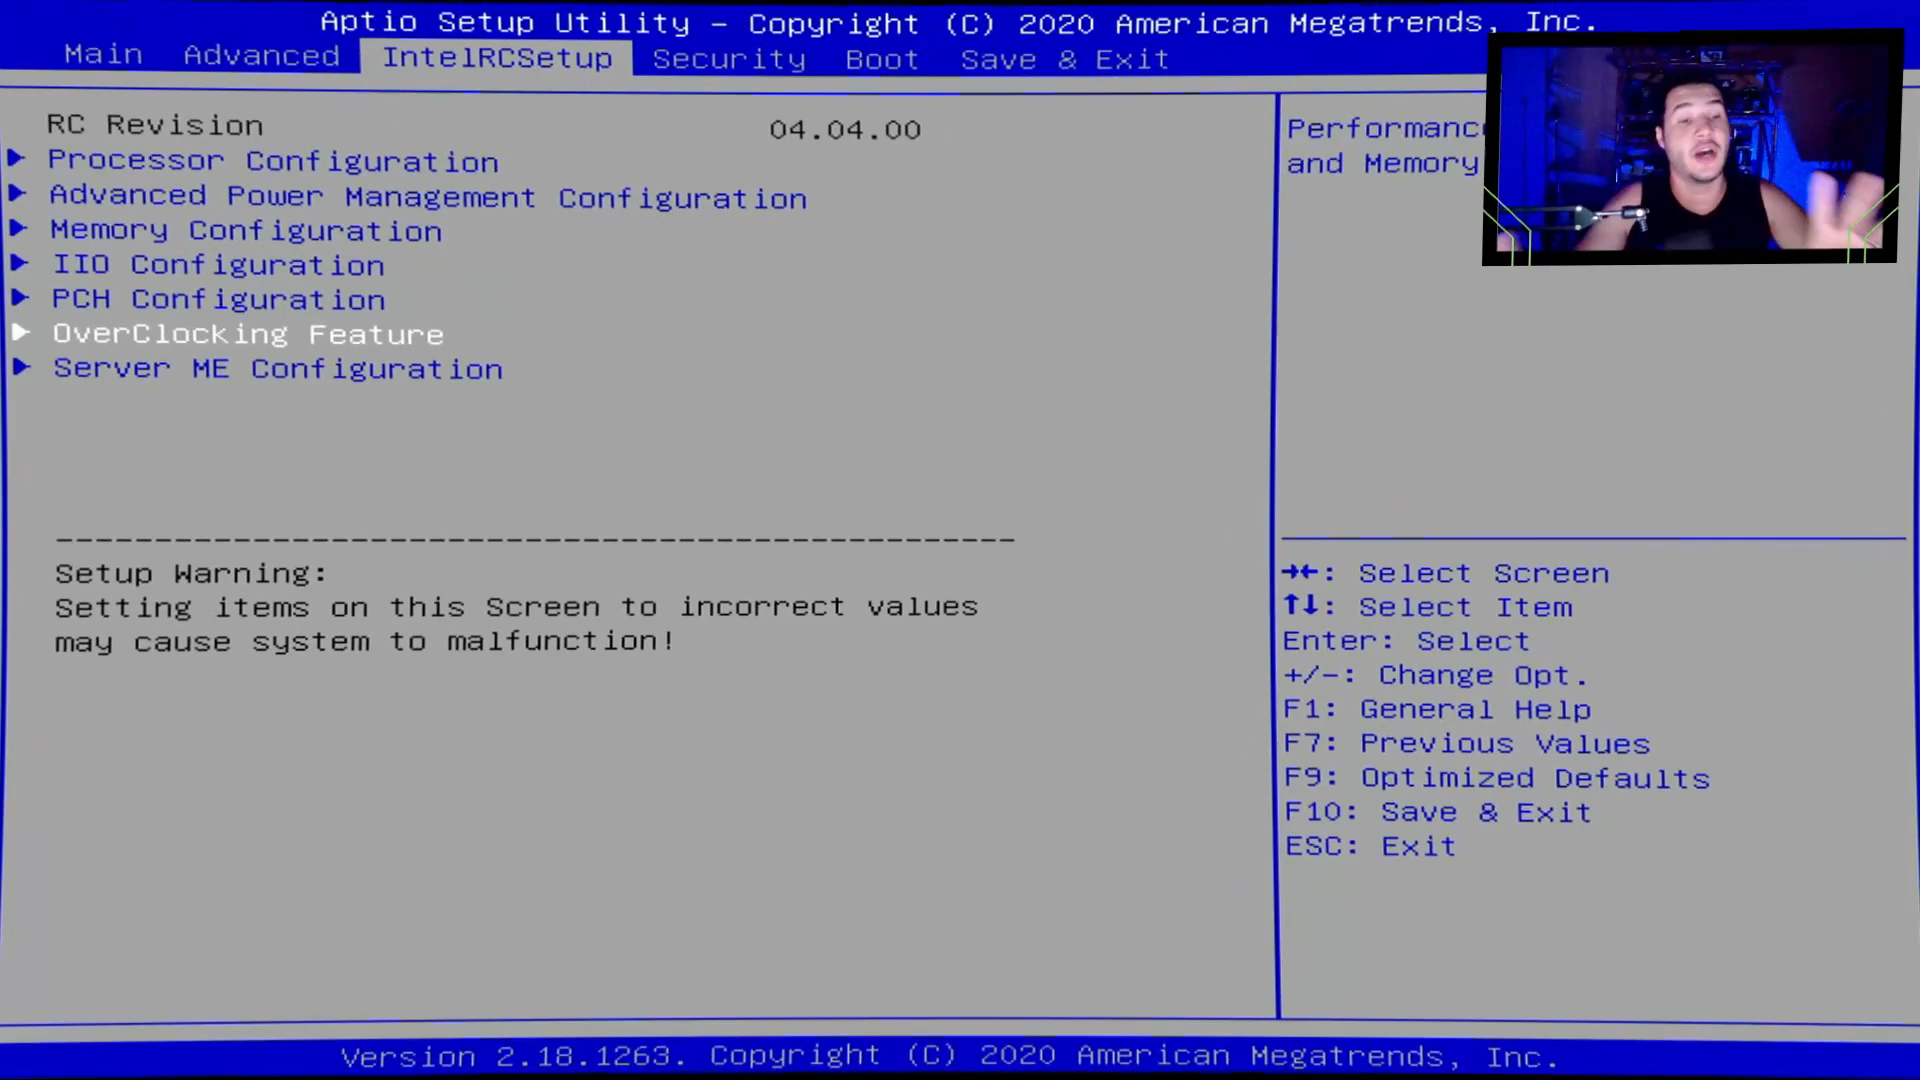 Aptio Setup Utility – Copyright (C) 2020 American Megatrends, Inc.
Main Advanced IntelRCSetup Security Boot Save & Exit
RC Revision 04.04.00
Processor Configuration
Advanced Power Management Configuration
Memory Configuration
IIO Configuration
PCH Configuration
OverClocking Feature
Server ME Configuration
Performance
and Memory
--------------------------------------------------
Setup Warning:
Setting items on this Screen to incorrect values
may cause system to malfunction!
→←: Select Screen
↑↓: Select Item
Enter: Select
+/-: Change Opt.
F1: General Help
F7: Previous Values
F9: Optimized Defaults
F10: Save & Exit
ESC: Exit
Version 2.18.1263. Copyright (C) 2020 American Megatrends, Inc.